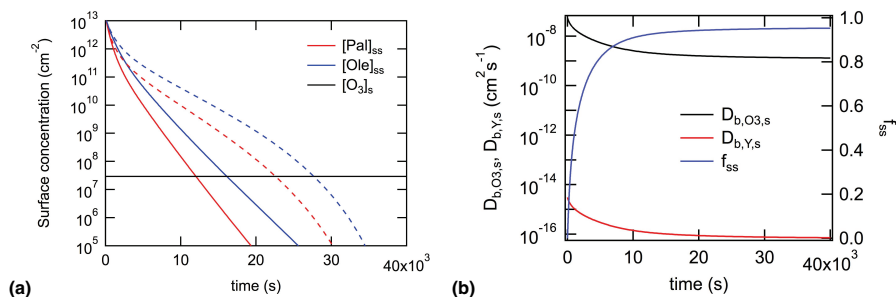 10^13
10^12
10^11
10^10
10^9
10^8
10^7
10^6
10^5
Surface concentration (cm^-2)
[Pal]ss
[Ole]ss
[O3]s
0
10
20
30
40x10^3
time (s)
(a)
10^-8
10^-10
10^-12
10^-14
10^-16
Db,O3,s, Db,Y,s (cm^2 s^-1)
Db,O3,s
Db,Y,s
fss
1.0
0.8
0.6
0.4
0.2
0.0
fss
0
10
20
30
40x10^3
time (s)
(b)